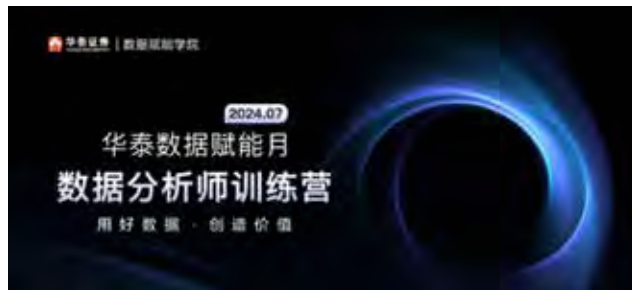 华泰证券 | 数据赋能学院
2024.07
华泰数据赋能月
数据分析师训练营
用好数据 · 创造价值